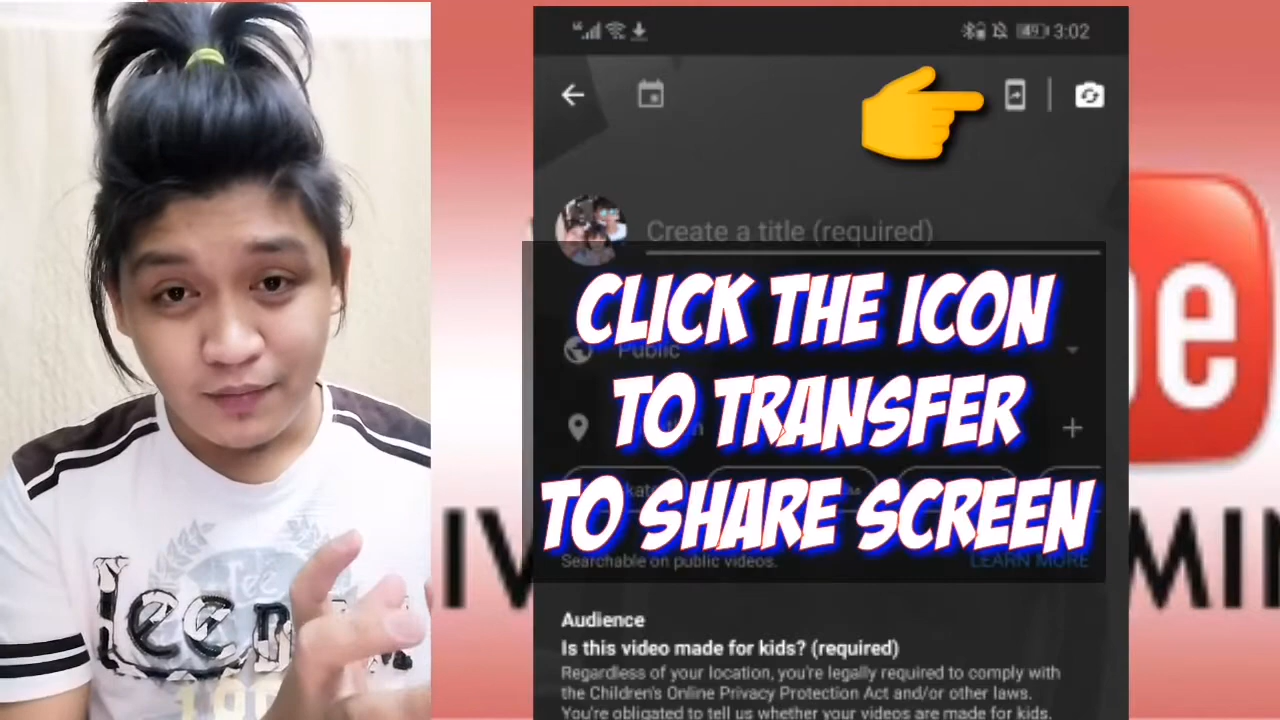 3:02
Create a title (required)
CLICK THE ICON
Public
TO TRANSFER
TO SHARE SCREEN
Searchable on public videos.
LEARN MORE
Audience
Is this video made for kids? (required)
Regardless of your location, you're legally required to comply with
the Children's Online Privacy Protection Act and/or other laws.
You're obligated to tell us whether your videos are made for kids.